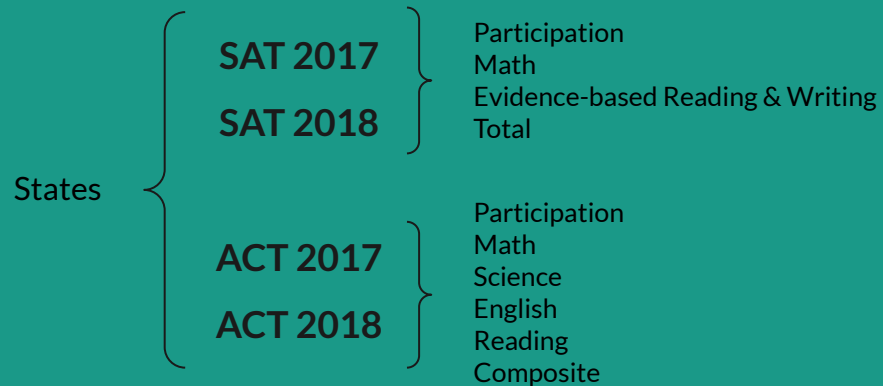 States
SAT 2017
SAT 2018
Participation
Math
Evidence-based Reading & Writing
Total
ACT 2017
ACT 2018
Participation
Math
Science
English
Reading
Composite